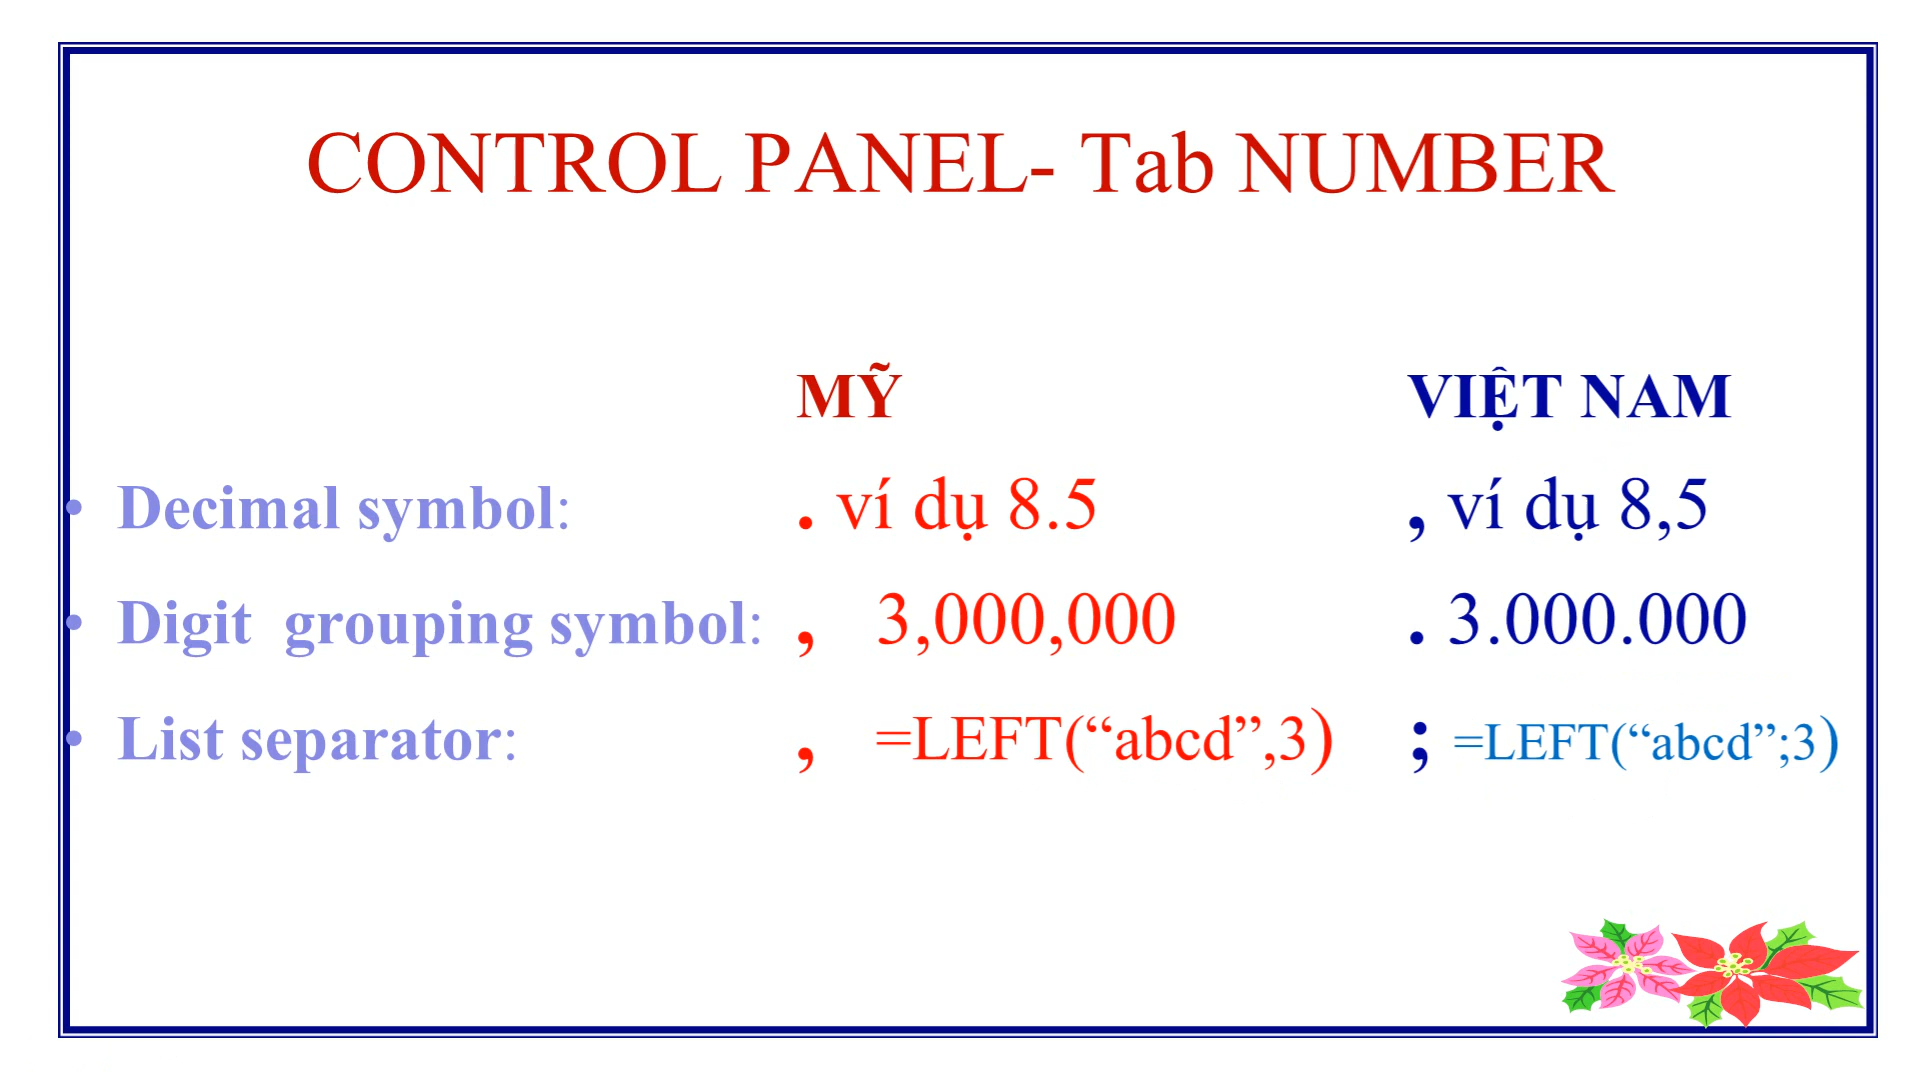 CONTROL PANEL- Tab NUMBER
MỸ VIỆT NAM
• Decimal symbol: . ví dụ 8.5 , ví dụ 8,5
• Digit grouping symbol: , 3,000,000 . 3.000.000
• List separator: , =LEFT(“abcd”,3) ; =LEFT(“abcd”;3)